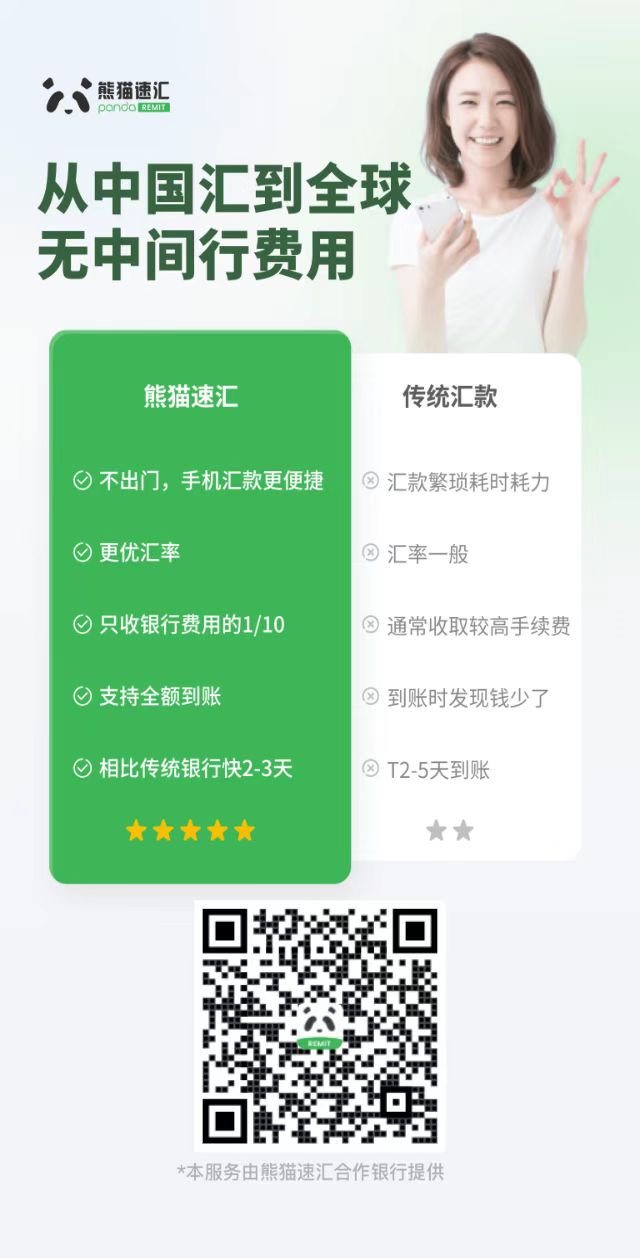 熊猫速汇
panda REMIT
从中国汇到全球
无中间行费用
熊猫速汇
不出门，手机汇款更便捷
更优汇率
只收银行费用的1/10
支持全额到账
相比传统银行快2-3天
传统汇款
汇款繁琐耗时耗力
汇率一般
通常收取较高手续费
到账时发现钱少了
T2-5天到账
REMIT
*本服务由熊猫速汇合作银行提供